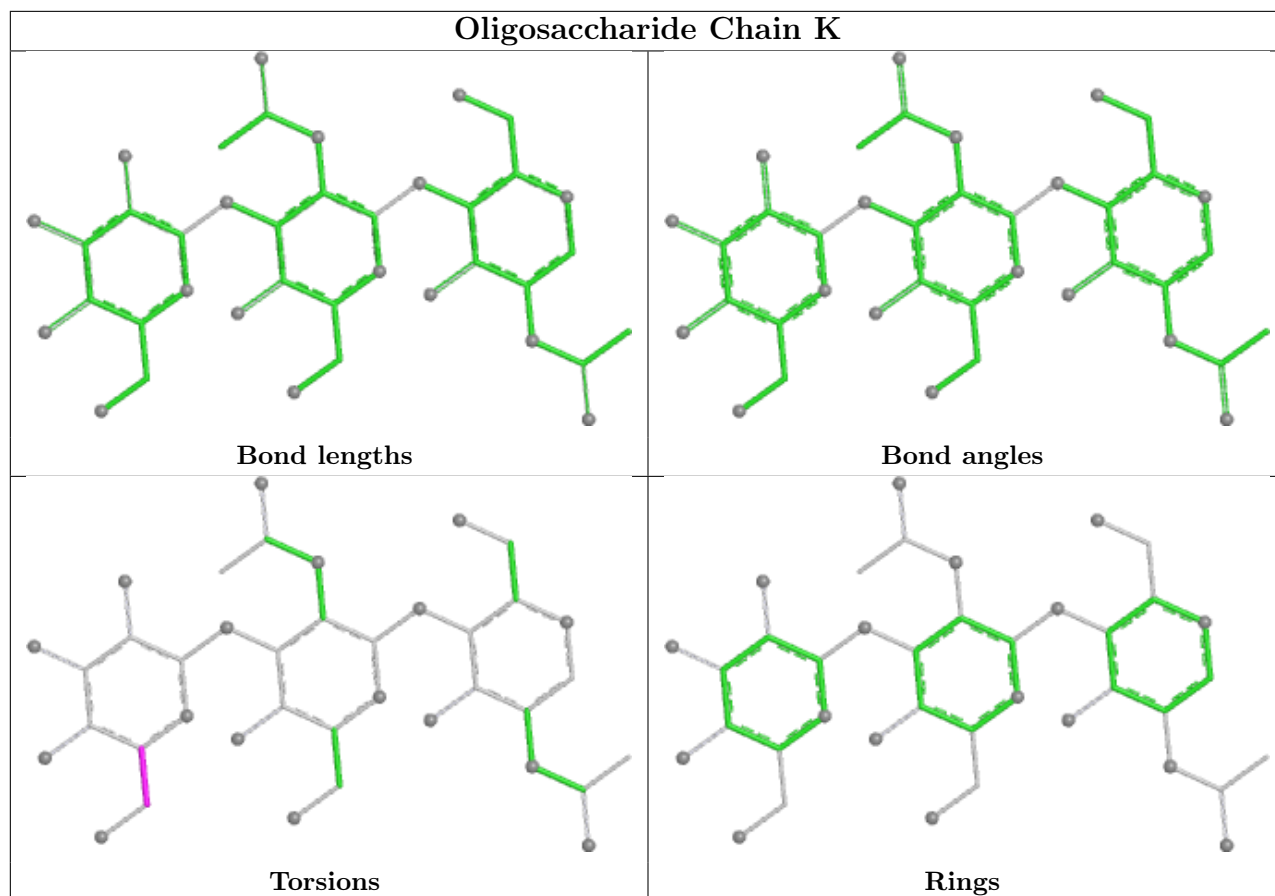 Oligosaccharide Chain K
Bond lengths
Bond angles
Torsions
Rings